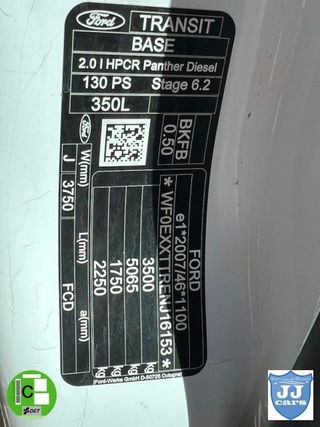 Ford
TRANSIT
BASE
2.0 l HPCR Panther Diesel
130 PS
Stage 6.2
350L
Ford
BKFB
0.50
FORD
e1*2007/46*1100
* WF0EXXTTRENJ16153 *
3500 kg
5065 kg
1750 kg
2250 kg
W(mm)
L(mm)
a(mm)
J
3750
FCD
Ford-Werke GmbH D-50725 Cologne
C
DGT
JJ
cars